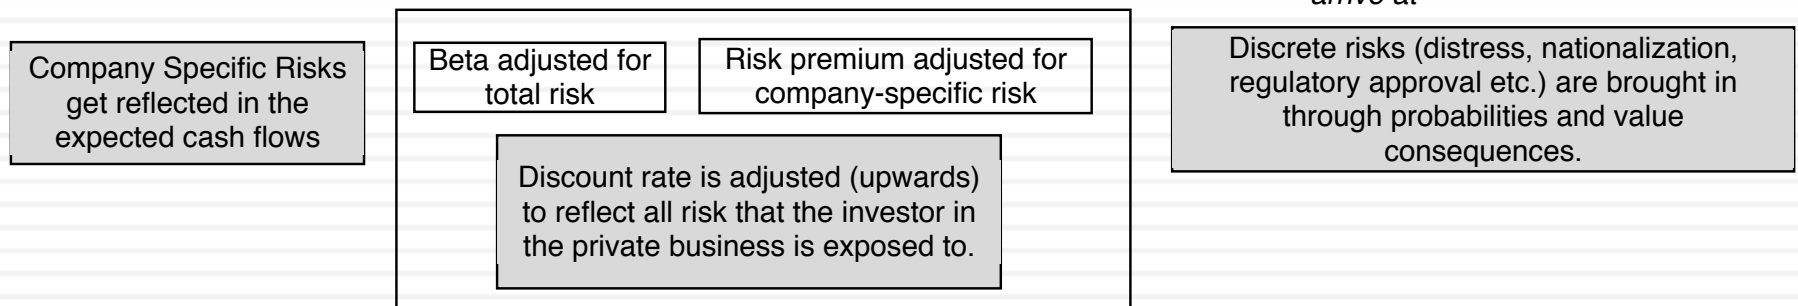 arrive at
Company Specific Risks
get reflected in the
expected cash flows
Beta adjusted for
total risk
Risk premium adjusted for
company-specific risk
Discount rate is adjusted (upwards)
to reflect all risk that the investor in
the private business is exposed to.
Discrete risks (distress, nationalization,
regulatory approval etc.) are brought in
through probabilities and value
consequences.